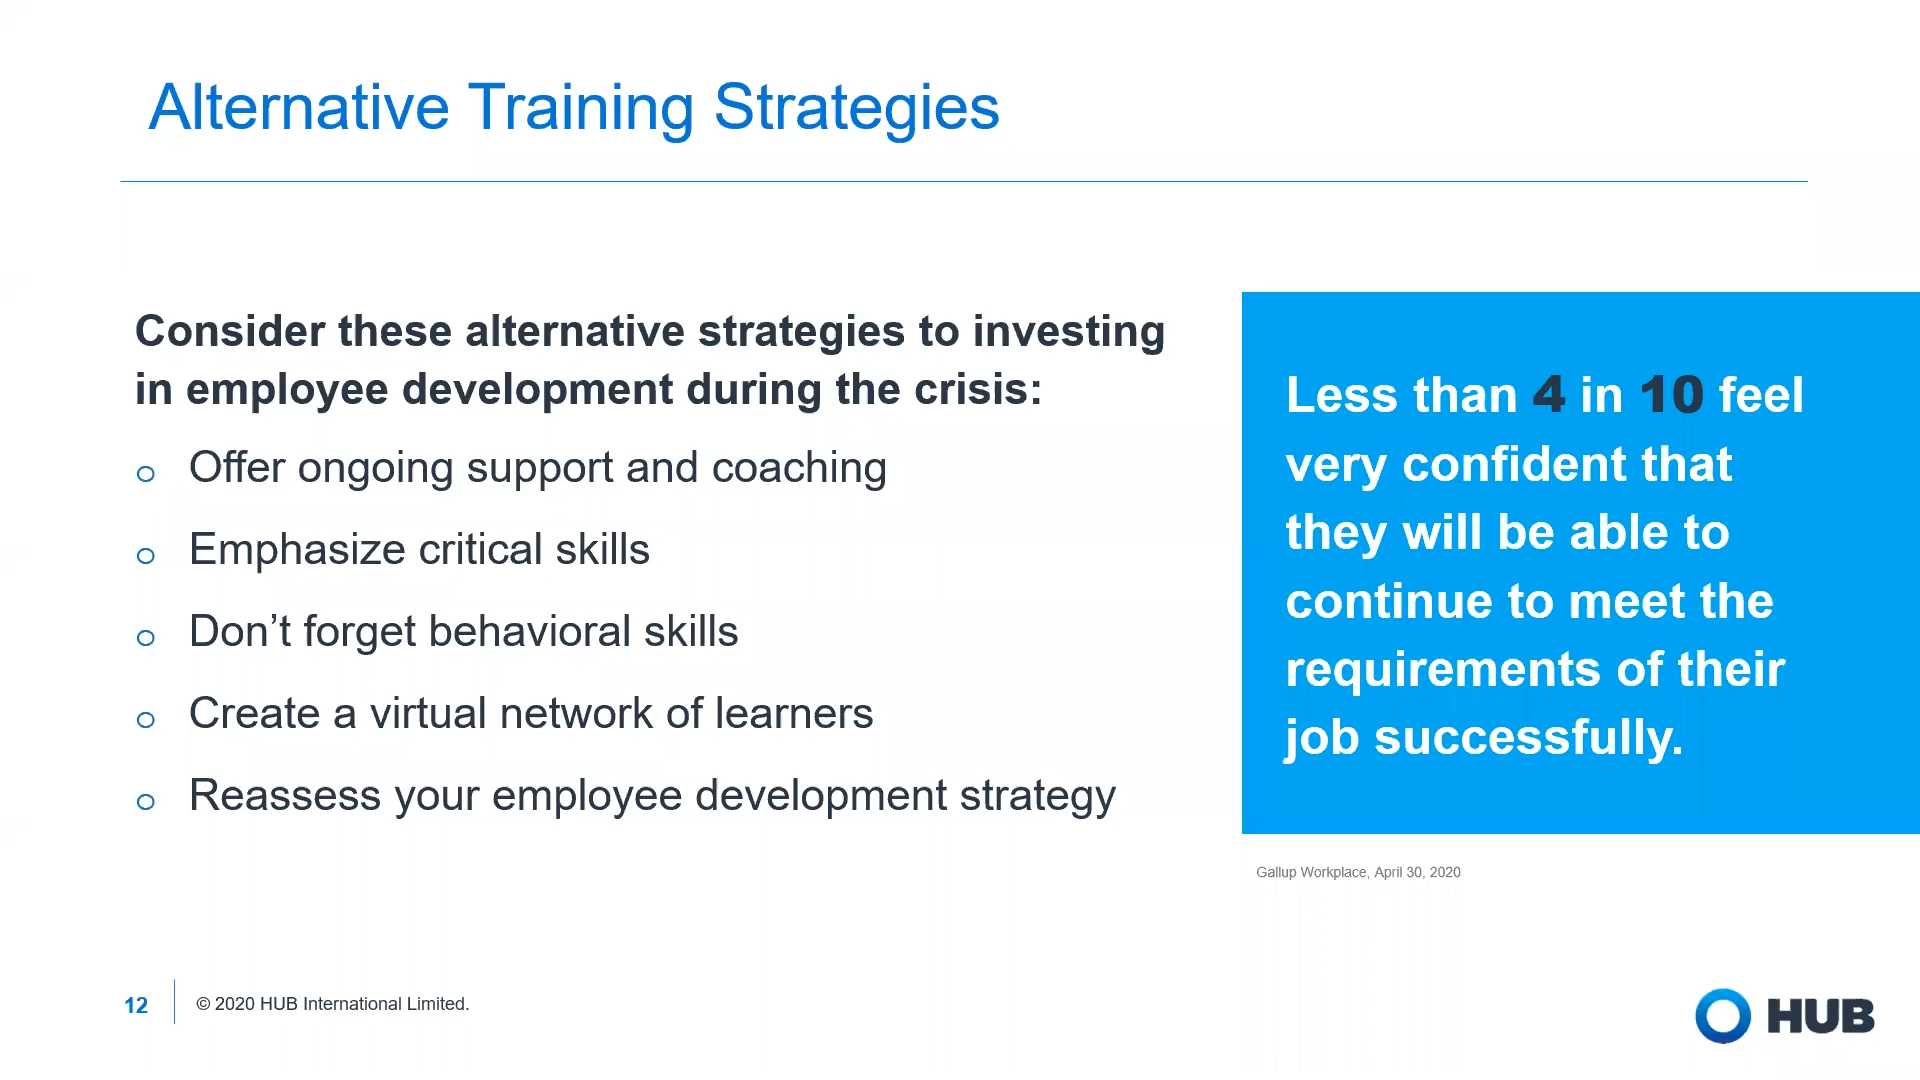 Alternative Training Strategies
Consider these alternative strategies to investing
in employee development during the crisis:
o Offer ongoing support and coaching
o Emphasize critical skills
o Don’t forget behavioral skills
o Create a virtual network of learners
o Reassess your employee development strategy
Less than 4 in 10 feel
very confident that
they will be able to
continue to meet the
requirements of their
job successfully.
Gallup Workplace, April 30, 2020
12
© 2020 HUB International Limited.
HUB